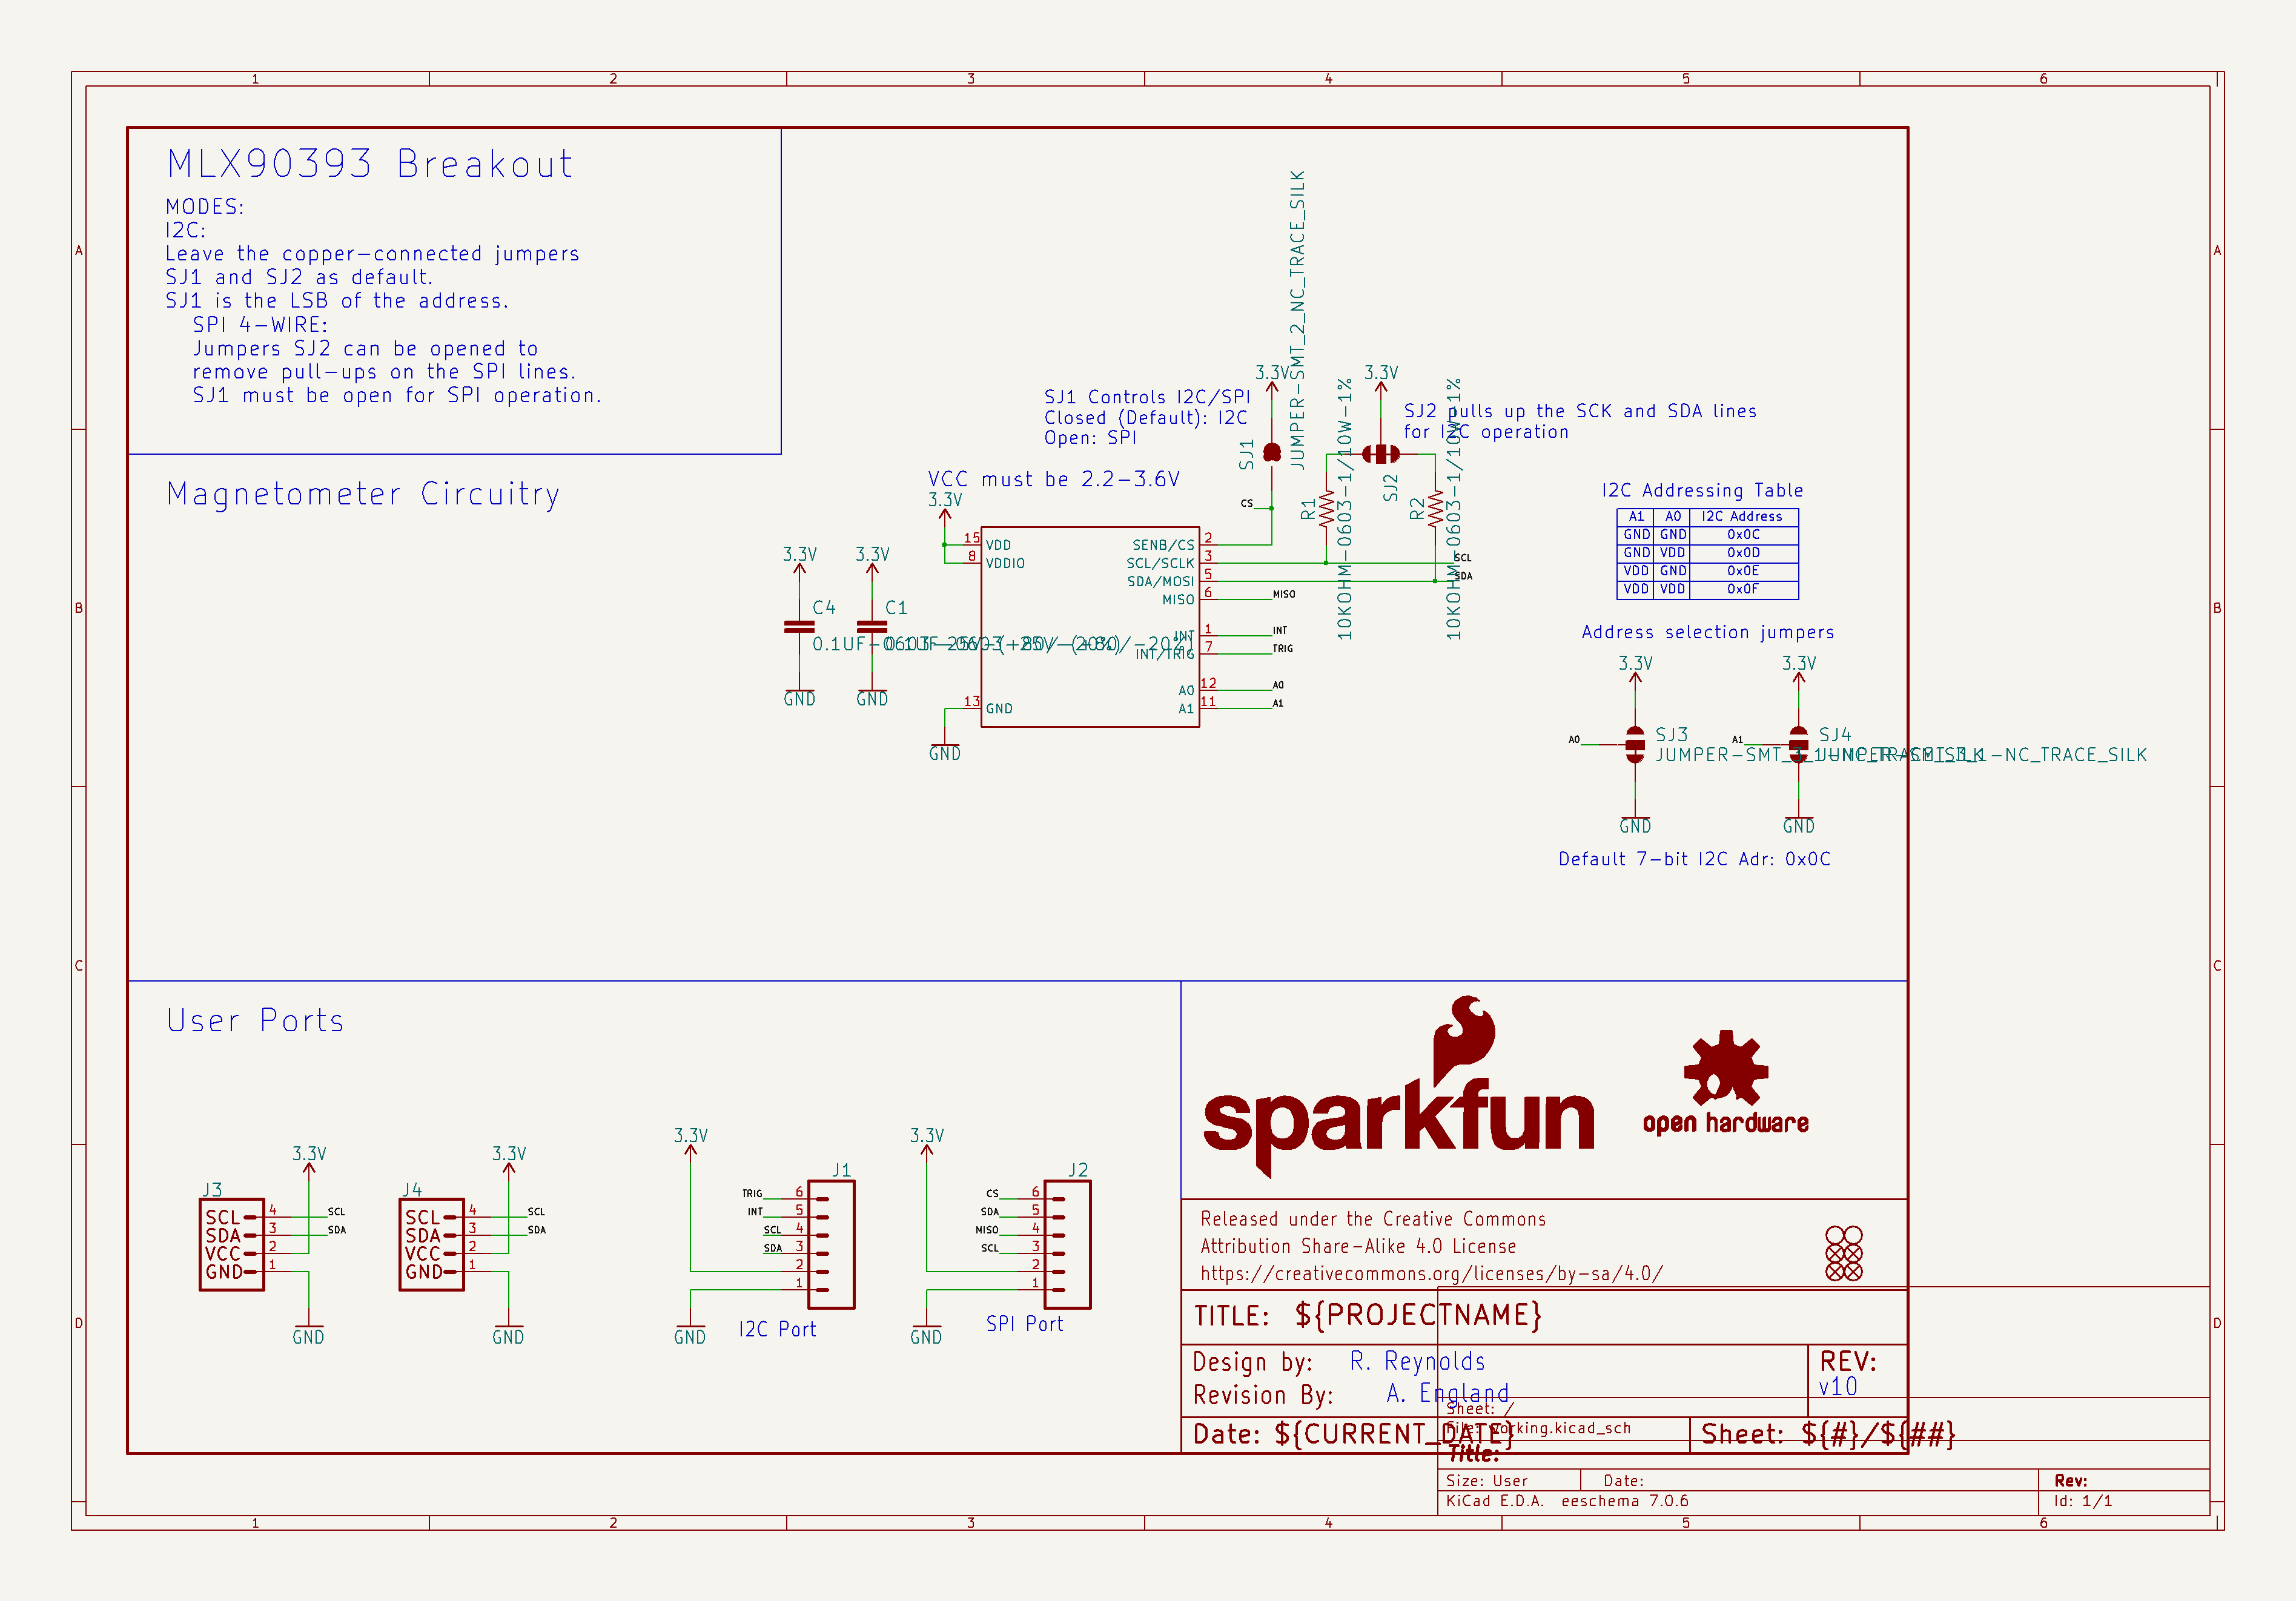 1 2 3 4 5 6
A
B
C
D
A
B
C
D
MLX90393 Breakout
MODES:
I2C:
Leave the copper-connected jumpers
SJ1 and SJ2 as default.
SJ1 is the LSB of the address.
SPI 4-WIRE:
Jumpers SJ2 can be opened to
remove pull-ups on the SPI lines.
SJ1 must be open for SPI operation.
Magnetometer Circuitry
SJ1 Controls I2C/SPI
Closed (Default): I2C
Open: SPI
3.3V
SJ1
JUMPER-SMT_2_NC_TRACE_SILK
CS
3.3V
SJ2
SJ2 pulls up the SCK and SDA lines
for I2C operation
R1
10KOHM-0603-1/10W-1%
R2
10KOHM-0603-1/10W-1%
SCL
SDA
VCC must be 2.2-3.6V
3.3V
15 VDD
8 VDDIO
13 GND
GND
SENB/CS 2
SCL/SCLK 3
SDA/MOSI 5
MISO 6 MISO
INT 1 INT
INT/TRIG 7 TRIG
A0 12 A0
A1 11 A1
3.3V
C4
0.1UF-0603-25V-(+80/-20%)
GND
3.3V
C1
0.1UF-0603-25V-(+80/-20%)
GND
I2C Addressing Table
A1 A0 I2C Address
GND GND 0x0C
GND VDD 0x0D
VDD GND 0x0E
VDD VDD 0x0F
Address selection jumpers
3.3V
A0
SJ3
JUMPER-SMT_3_1-NC_TRACE_SILK
GND
3.3V
A1
SJ4
JUMPER-SMT_3_1-NC_TRACE_SILK
GND
Default 7-bit I2C Adr: 0x0C
User Ports
3.3V
J3
SCL 4 SCL
SDA 3 SDA
VCC 2
GND 1
GND
3.3V
J4
SCL 4 SCL
SDA 3 SDA
VCC 2
GND 1
GND
3.3V
J1
TRIG 6
INT 5
SCL 4
SDA 3
2
1
GND
I2C Port
3.3V
J2
CS 6
SDA 5
MISO 4
SCL 3
2
1
GND
SPI Port
sparkfun
open hardware
Released under the Creative Commons
Attribution Share-Alike 4.0 License
https://creativecommons.org/licenses/by-sa/4.0/
TITLE: ${PROJECTNAME}
Design by: R. Reynolds
Revision By: A. England
REV:
v10
Date: ${CURRENT_DATE}
Sheet: ${#}/${##}
Sheet: /
File: working.kicad_sch
Title:
Size: User Date: Rev:
KiCad E.D.A. eeschema 7.0.6 Id: 1/1
1 2 3 4 5 6